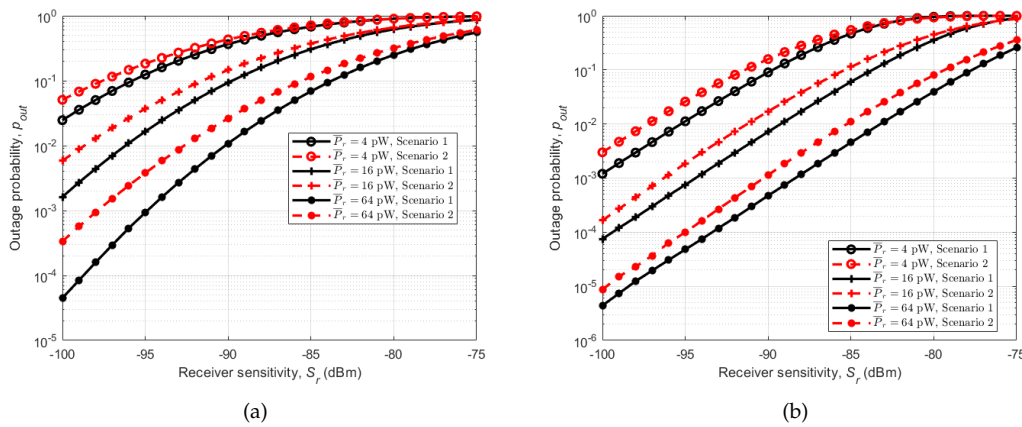 10^0
10^-1
10^-2
10^-3
10^-4
10^-5
Outage probability, p_out
-100 -95 -90 -85 -80 -75
Receiver sensitivity, S_r (dBm)
P̅_r = 4 pW, Scenario 1
P̅_r = 4 pW, Scenario 2
P̅_r = 16 pW, Scenario 1
P̅_r = 16 pW, Scenario 2
P̅_r = 64 pW, Scenario 1
P̅_r = 64 pW, Scenario 2
(a)
10^0
10^-1
10^-2
10^-3
10^-4
10^-5
10^-6
Outage probability, p_out
-100 -95 -90 -85 -80 -75
Receiver sensitivity, S_r (dBm)
P̅_r = 4 pW, Scenario 1
P̅_r = 4 pW, Scenario 2
P̅_r = 16 pW, Scenario 1
P̅_r = 16 pW, Scenario 2
P̅_r = 64 pW, Scenario 1
P̅_r = 64 pW, Scenario 2
(b)